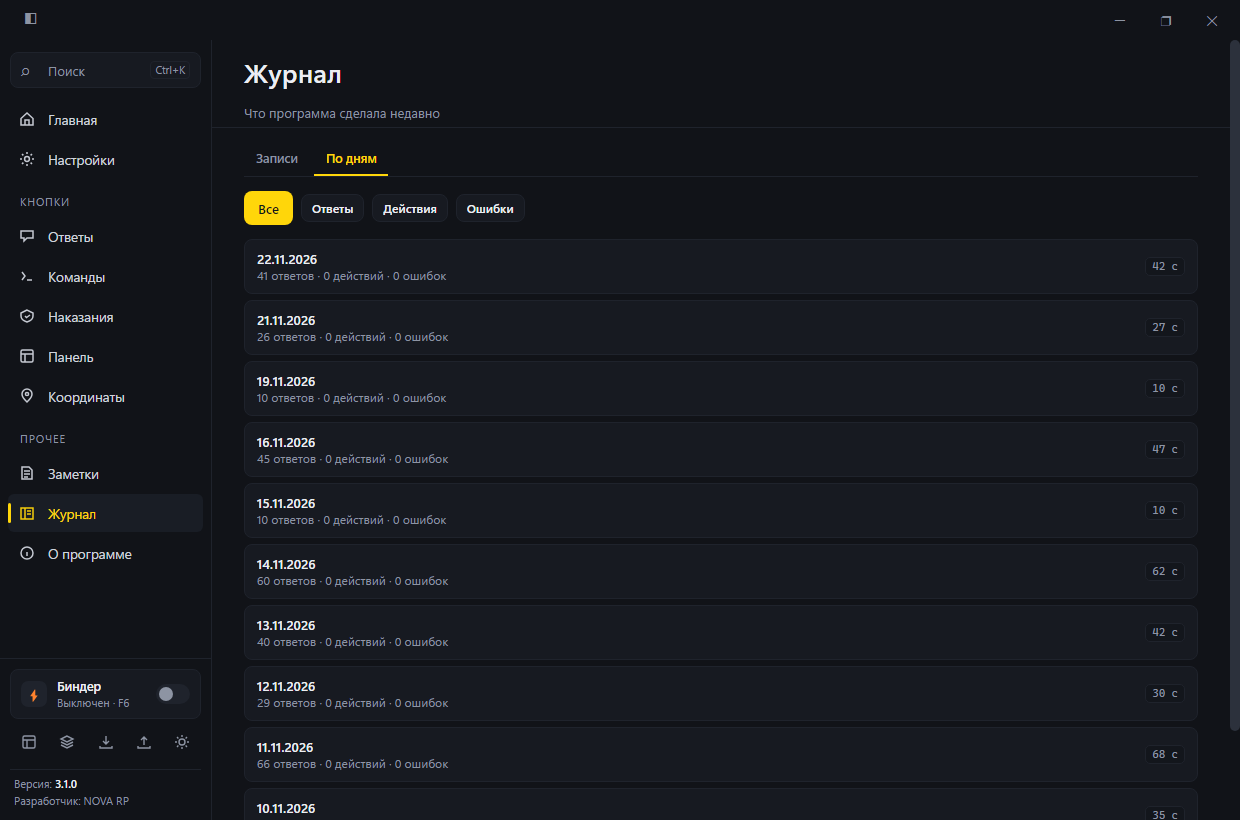 Поиск Ctrl+K
Главная
Настройки
КНОПКИ
Ответы
Команды
Наказания
Панель
Координаты
ПРОЧЕЕ
Заметки
Журнал
О программе
Биндер
Выключен · F6
Версия: 3.1.0
Разработчик: NOVA RP
Журнал
Что программа сделала недавно
Записи По дням
Все Ответы Действия Ошибки
22.11.2026
41 ответов · 0 действий · 0 ошибок
42 с
21.11.2026
26 ответов · 0 действий · 0 ошибок
27 с
19.11.2026
10 ответов · 0 действий · 0 ошибок
10 с
16.11.2026
45 ответов · 0 действий · 0 ошибок
47 с
15.11.2026
10 ответов · 0 действий · 0 ошибок
10 с
14.11.2026
60 ответов · 0 действий · 0 ошибок
62 с
13.11.2026
40 ответов · 0 действий · 0 ошибок
42 с
12.11.2026
29 ответов · 0 действий · 0 ошибок
30 с
11.11.2026
66 ответов · 0 действий · 0 ошибок
68 с
10.11.2026
35 с